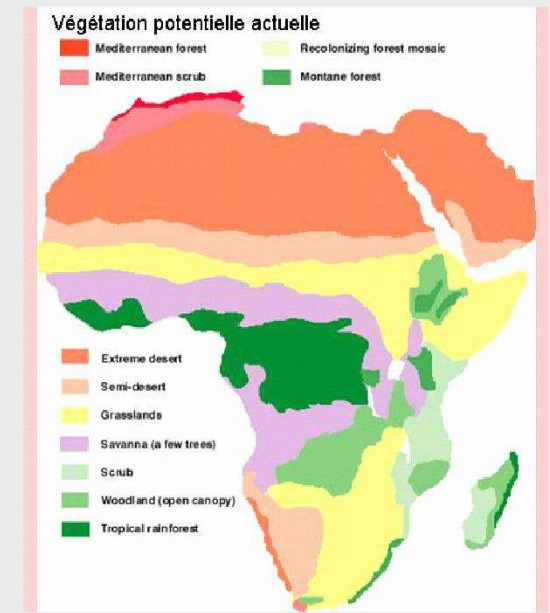 Végétation potentielle actuelle
Mediterranean forest
Recolonizing forest mosaic
Mediterranean scrub
Montane forest
Extreme desert
Semi-desert
Grasslands
Savanna (a few trees)
Scrub
Woodland (open canopy)
Tropical rainforest